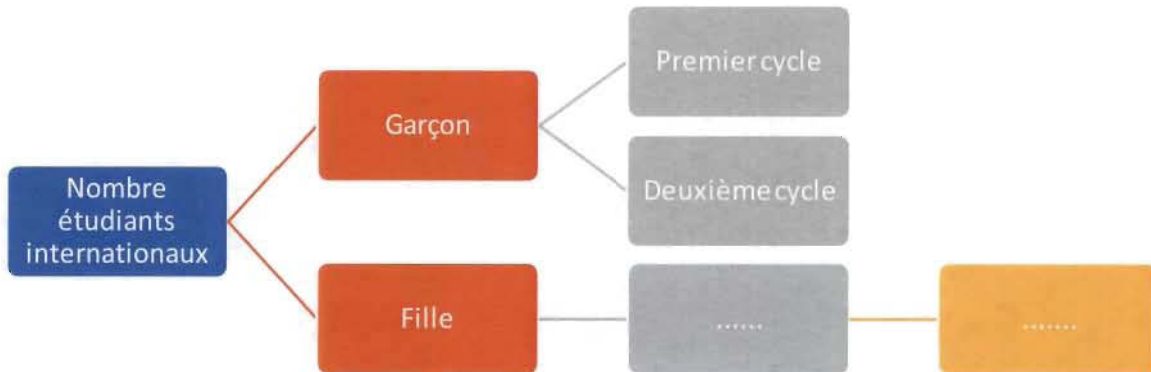 Nombre
étudiants
internationaux
Garçon
Premier cycle
Deuxième cycle
Fille
......
.......